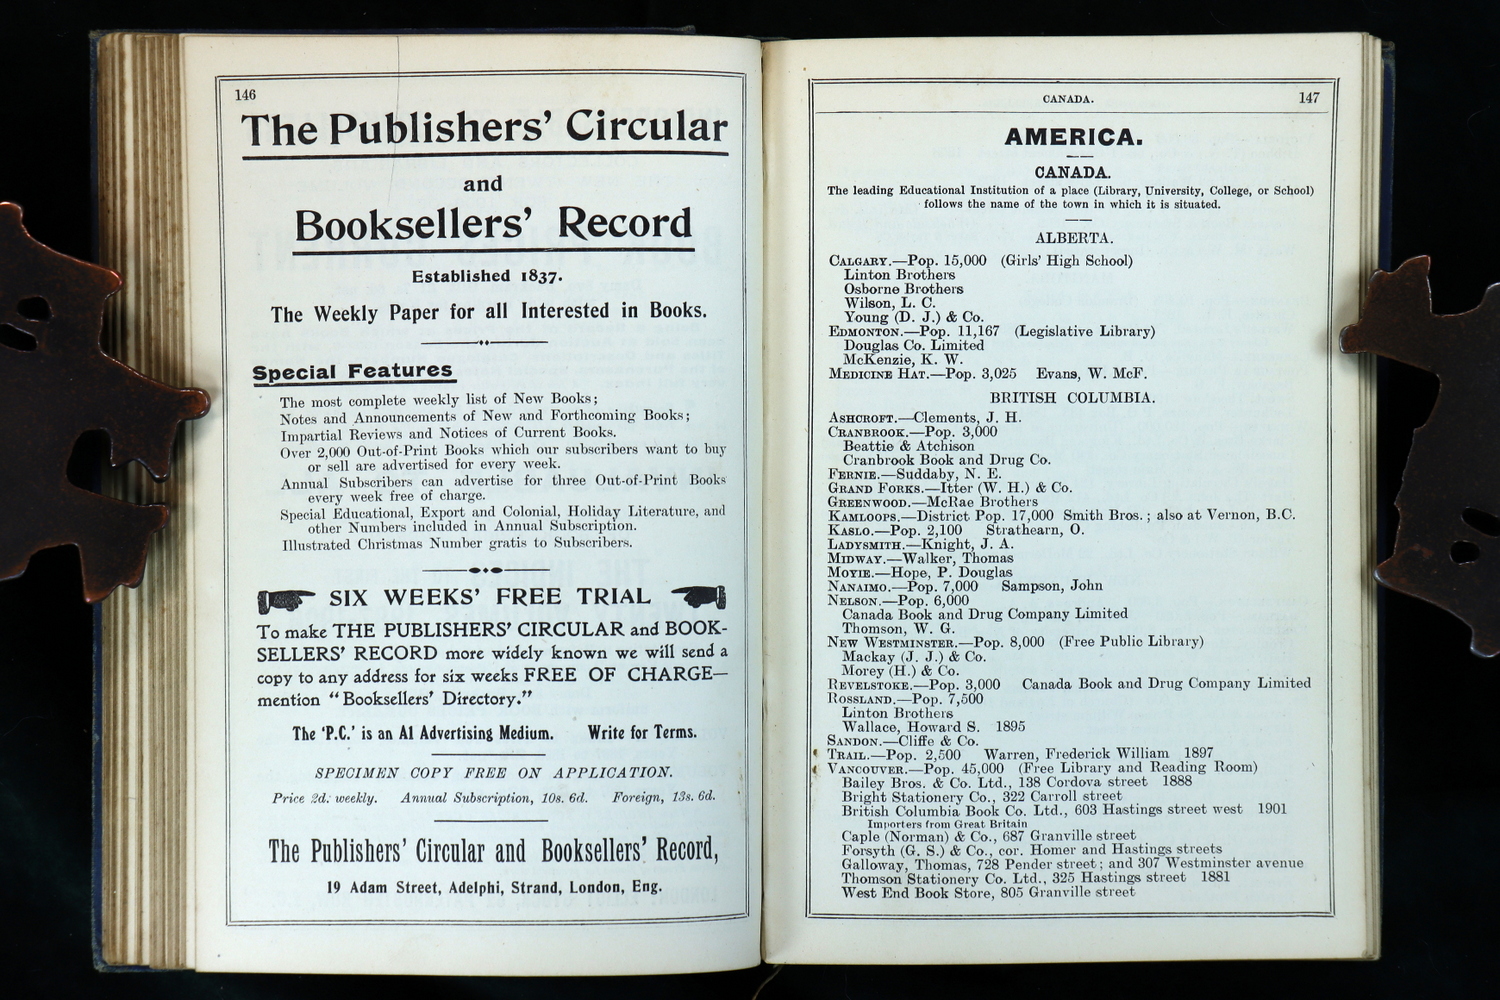 146
The Publishers' Circular
and
Booksellers' Record
Established 1837.
The Weekly Paper for all Interested in Books.
Special Features
The most complete weekly list of New Books;
Notes and Announcements of New and Forthcoming Books;
Impartial Reviews and Notices of Current Books.
Over 2,000 Out-of-Print Books which our subscribers want to buy
or sell are advertised for every week.
Annual Subscribers can advertise for three Out-of-Print Books
every week free of charge.
Special Educational, Export and Colonial, Holiday Literature, and
other Numbers included in Annual Subscription.
Illustrated Christmas Number gratis to Subscribers.
SIX WEEKS' FREE TRIAL
To make THE PUBLISHERS' CIRCULAR and BOOK-
SELLERS' RECORD more widely known we will send a
copy to any address for six weeks FREE OF CHARGE—
mention "Booksellers' Directory."
The 'P.C.' is an A1 Advertising Medium. Write for Terms.
SPECIMEN COPY FREE ON APPLICATION.
Price 2d. weekly. Annual Subscription, 10s. 6d. Foreign, 13s. 6d.
The Publishers' Circular and Booksellers' Record,
19 Adam Street, Adelphi, Strand, London, Eng.
CANADA. 147
AMERICA.
CANADA.
The leading Educational Institution of a place (Library, University, College, or School)
follows the name of the town in which it is situated.
ALBERTA.
CALGARY.—Pop. 15,000 (Girls' High School)
Linton Brothers
Osborne Brothers
Wilson, L. C.
Young (D. J.) & Co.
EDMONTON.—Pop. 11,167 (Legislative Library)
Douglas Co. Limited
McKenzie, K. W.
MEDICINE HAT.—Pop. 3,025 Evans, W. McF.
BRITISH COLUMBIA.
ASHCROFT.—Clements, J. H.
CRANBROOK.—Pop. 3,000
Beattie & Atchison
Cranbrook Book and Drug Co.
FERNIE.—Suddaby, N. E.
GRAND FORKS.—Itter (W. H.) & Co.
GREENWOOD.—McRae Brothers
KAMLOOPS.—District Pop. 17,000 Smith Bros.; also at Vernon, B.C.
KASLO.—Pop. 2,100 Strathearn, O.
LADYSMITH.—Knight, J. A.
MIDWAY.—Walker, Thomas
MOYIE.—Hope, P. Douglas
NANAIMO.—Pop. 7,000 Sampson, John
NELSON.—Pop. 6,000
Canada Book and Drug Company Limited
Thomson, W. G.
NEW WESTMINSTER.—Pop. 8,000 (Free Public Library)
Mackay (J. J.) & Co.
Morey (H.) & Co.
REVELSTOKE.—Pop. 3,000 Canada Book and Drug Company Limited
ROSSLAND.—Pop. 7,500
Linton Brothers
Wallace, Howard S. 1895
SANDON.—Cliffe & Co.
TRAIL.—Pop. 2,500 Warren, Frederick William 1897
VANCOUVER.—Pop. 45,000 (Free Library and Reading Room)
Bailey Bros. & Co. Ltd., 138 Cordova street 1888
Bright Stationery Co., 322 Carroll street
British Columbia Book Co. Ltd., 603 Hastings street west 1901
Importers from Great Britain
Caple (Norman) & Co., 687 Granville street
Forsyth (G. S.) & Co., cor. Homer and Hastings streets
Galloway, Thomas, 728 Pender street; and 307 Westminster avenue
Thomson Stationery Co. Ltd., 325 Hastings street 1881
West End Book Store, 805 Granville street